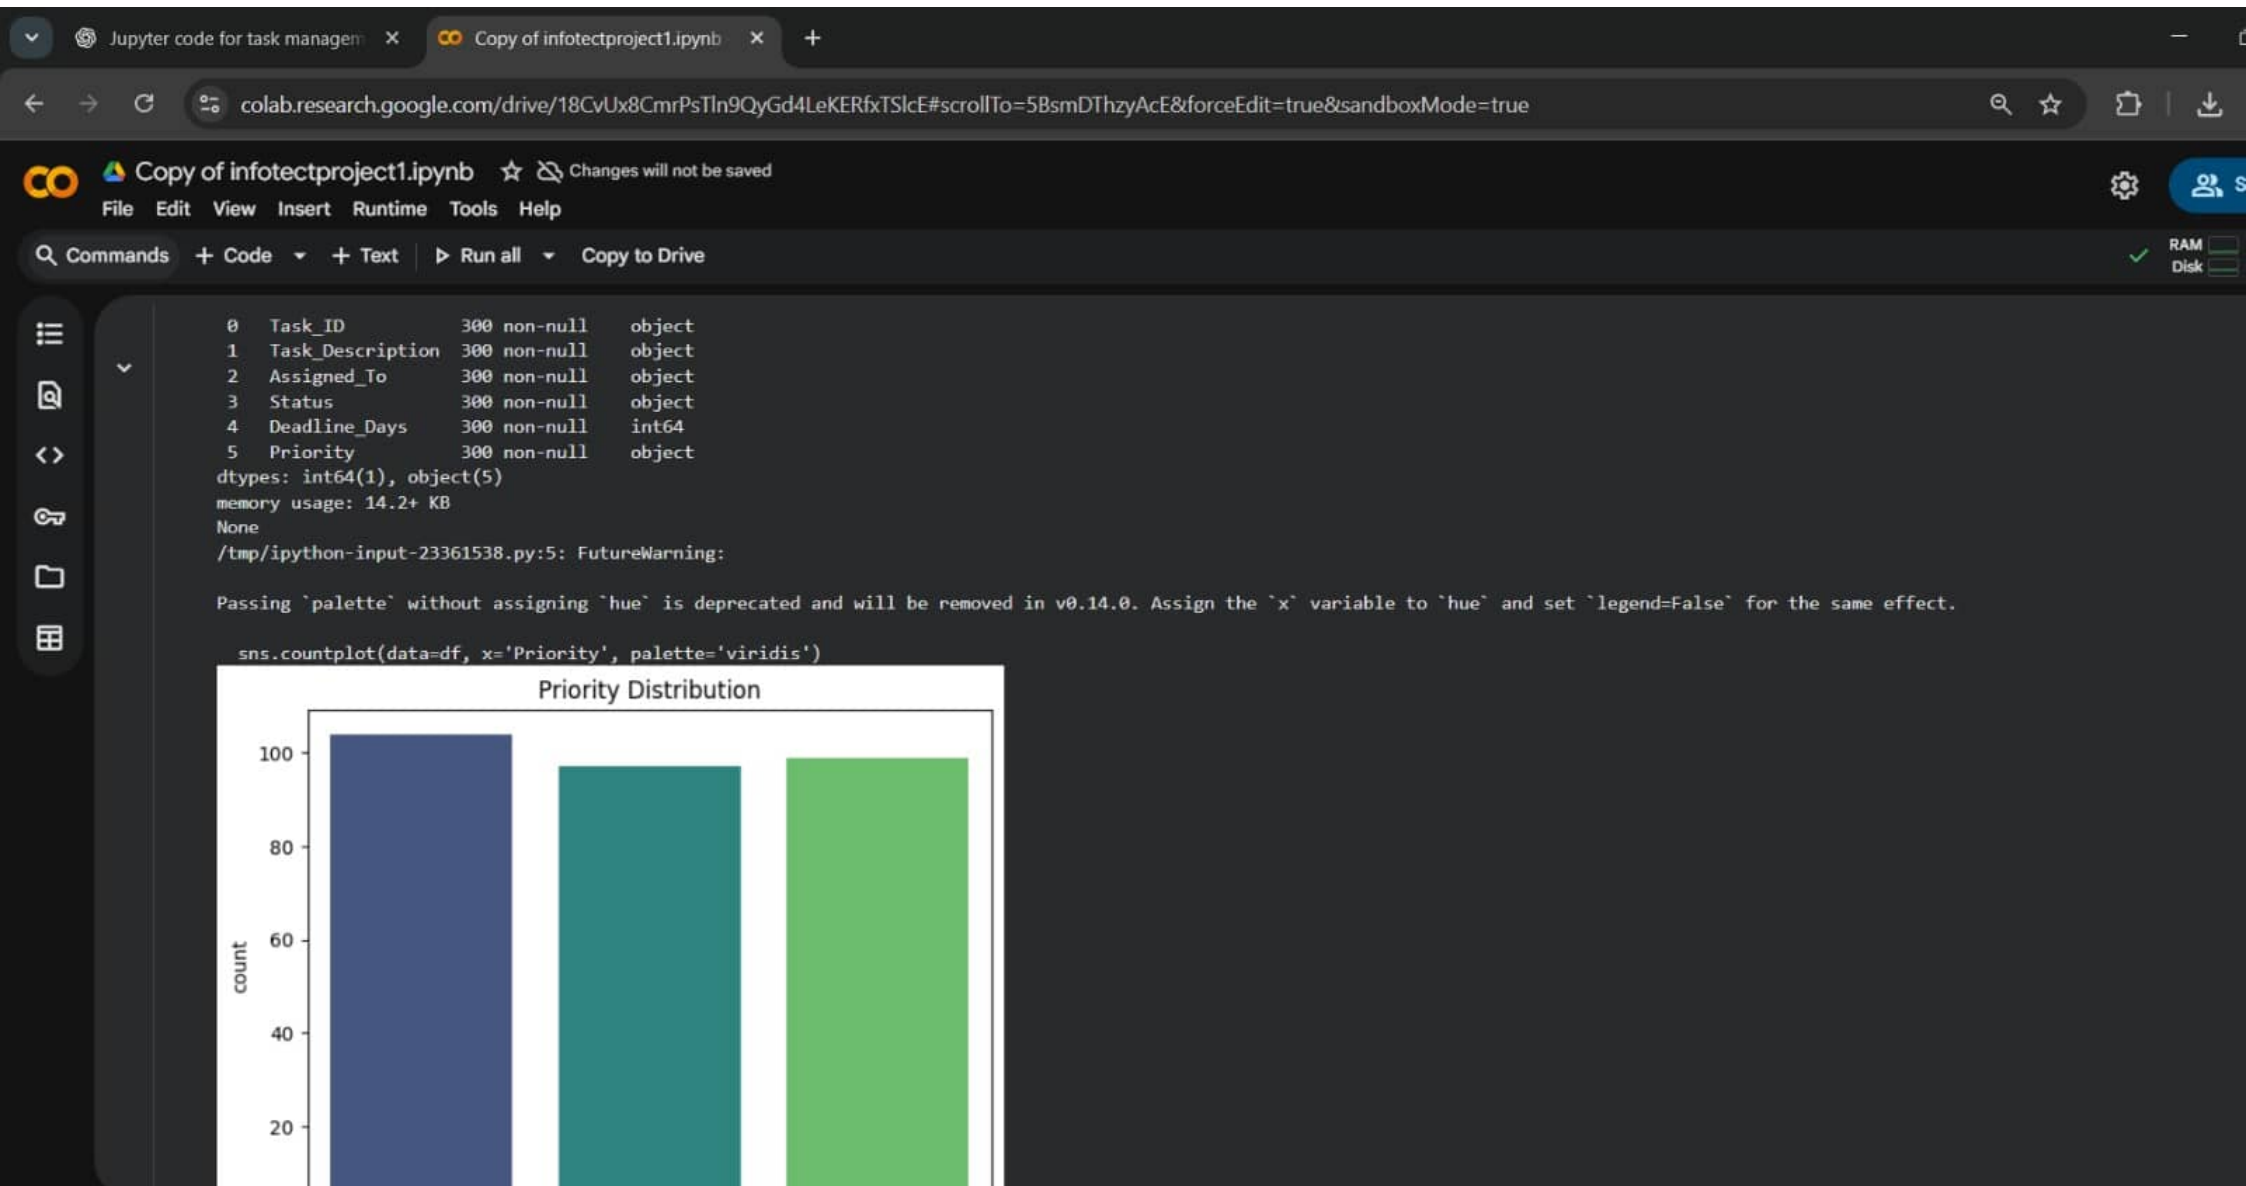 Jupyter code for task managem
Copy of infotectproject1.ipynb
colab.research.google.com/drive/18CvUx8CmrPsTln9QyGd4LeKERfxTSlcE#scrollTo=5BsmDThzyAcE&forceEdit=true&sandboxMode=true
Copy of infotectproject1.ipynb Changes will not be saved
File Edit View Insert Runtime Tools Help
S
Commands + Code + Text Run all Copy to Drive
RAM
Disk
0 Task_ID 300 non-null object
1 Task_Description 300 non-null object
2 Assigned_To 300 non-null object
3 Status 300 non-null object
4 Deadline_Days 300 non-null int64
5 Priority 300 non-null object
dtypes: int64(1), object(5)
memory usage: 14.2+ KB
None
/tmp/ipython-input-23361538.py:5: FutureWarning:
Passing `palette` without assigning `hue` is deprecated and will be removed in v0.14.0. Assign the `x` variable to `hue` and set `legend=False` for the same effect.
sns.countplot(data=df, x='Priority', palette='viridis')
Priority Distribution
100
80
60
count
40
20